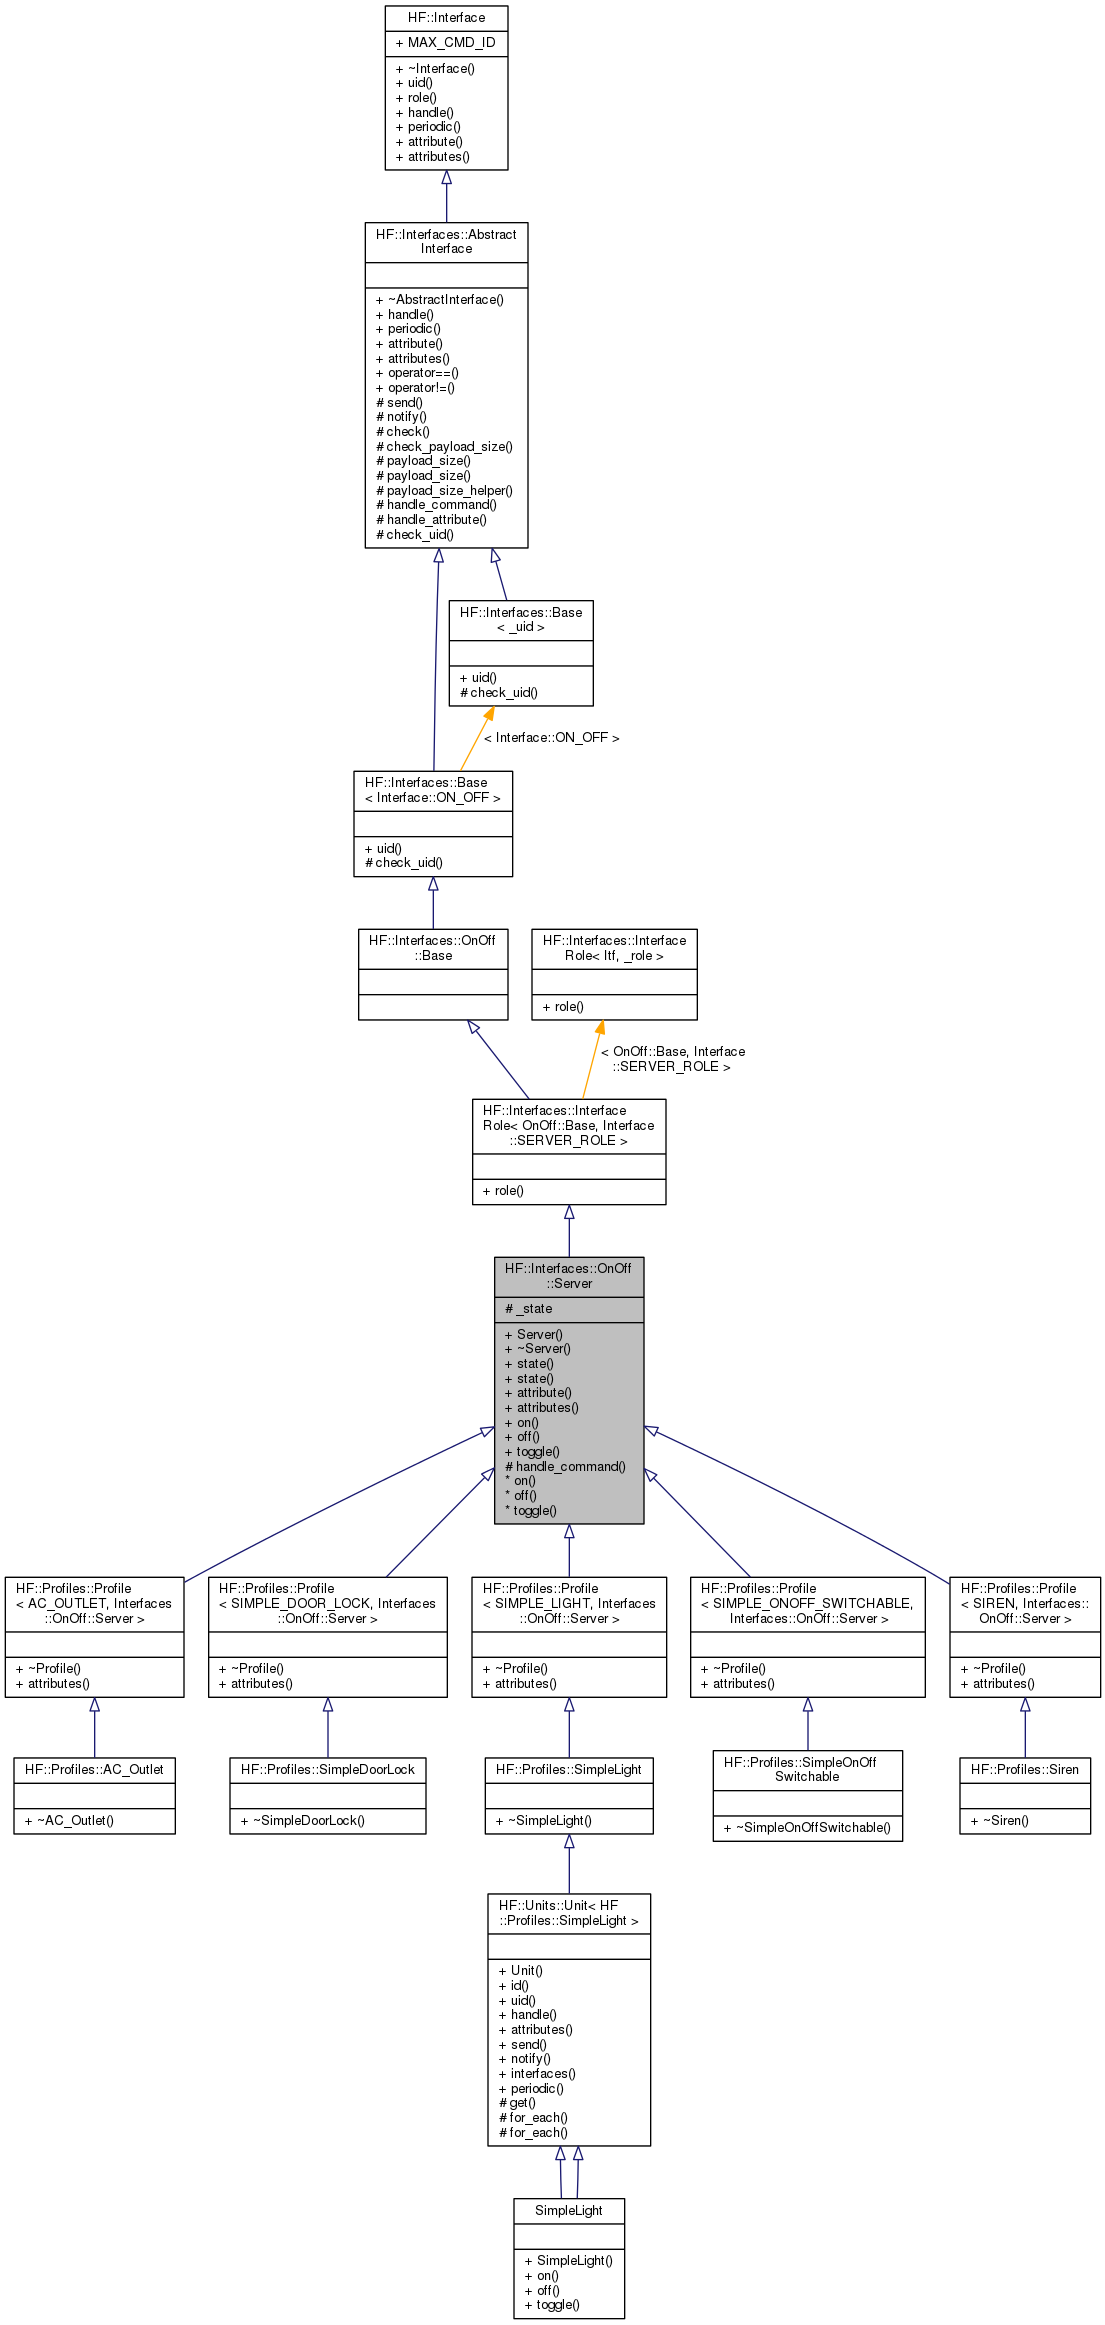 HF::Interface
+ MAX_CMD_ID
+ ~Interface()
+ uid()
+ role()
+ handle()
+ periodic()
+ attribute()
+ attributes()
HF::Interfaces::Abstract
Interface
+ ~AbstractInterface()
+ handle()
+ periodic()
+ attribute()
+ attributes()
+ operator==()
+ operator!=()
# send()
# notify()
# check()
# check_payload_size()
# payload_size()
# payload_size()
# payload_size_helper()
# handle_command()
# handle_attribute()
# check_uid()
HF::Interfaces::Base
< _uid >
+ uid()
# check_uid()
< Interface::ON_OFF >
HF::Interfaces::Base
< Interface::ON_OFF >
+ uid()
# check_uid()
HF::Interfaces::OnOff
::Base
HF::Interfaces::Interface
Role< Itf, _role >
+ role()
< OnOff::Base, Interface
::SERVER_ROLE >
HF::Interfaces::Interface
Role< OnOff::Base, Interface
::SERVER_ROLE >
+ role()
HF::Interfaces::OnOff
::Server
# _state
+ Server()
+ ~Server()
+ state()
+ state()
+ attribute()
+ attributes()
+ on()
+ off()
+ toggle()
# handle_command()
* on()
* off()
* toggle()
HF::Profiles::Profile
< AC_OUTLET, Interfaces
::OnOff::Server >
+ ~Profile()
+ attributes()
HF::Profiles::Profile
< SIMPLE_DOOR_LOCK, Interfaces
::OnOff::Server >
+ ~Profile()
+ attributes()
HF::Profiles::Profile
< SIMPLE_LIGHT, Interfaces
::OnOff::Server >
+ ~Profile()
+ attributes()
HF::Profiles::Profile
< SIMPLE_ONOFF_SWITCHABLE,
Interfaces::OnOff::Server >
+ ~Profile()
+ attributes()
HF::Profiles::Profile
< SIREN, Interfaces::
OnOff::Server >
+ ~Profile()
+ attributes()
HF::Profiles::AC_Outlet
+ ~AC_Outlet()
HF::Profiles::SimpleDoorLock
+ ~SimpleDoorLock()
HF::Profiles::SimpleLight
+ ~SimpleLight()
HF::Profiles::SimpleOnOff
Switchable
+ ~SimpleOnOffSwitchable()
HF::Profiles::Siren
+ ~Siren()
HF::Units::Unit< HF
::Profiles::SimpleLight >
+ Unit()
+ id()
+ uid()
+ handle()
+ attributes()
+ send()
+ notify()
+ interfaces()
+ periodic()
# get()
# for_each()
# for_each()
SimpleLight
+ SimpleLight()
+ on()
+ off()
+ toggle()